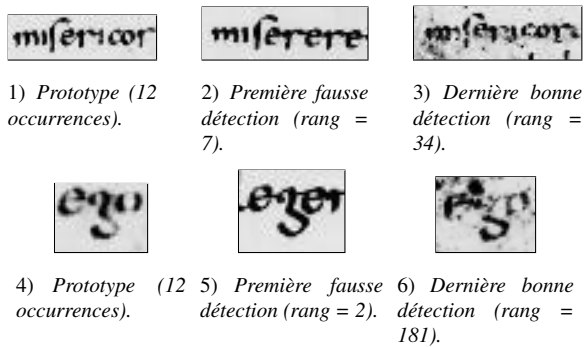 miſericor
miſerere
miſericor
1) Prototype (12
occurrences).
2) Première fausse
détection (rang =
7).
3) Dernière bonne
détection (rang =
34).
ego
eger
ego
4) Prototype (12
occurrences).
5) Première fausse
détection (rang = 2).
6) Dernière bonne
détection (rang =
181).